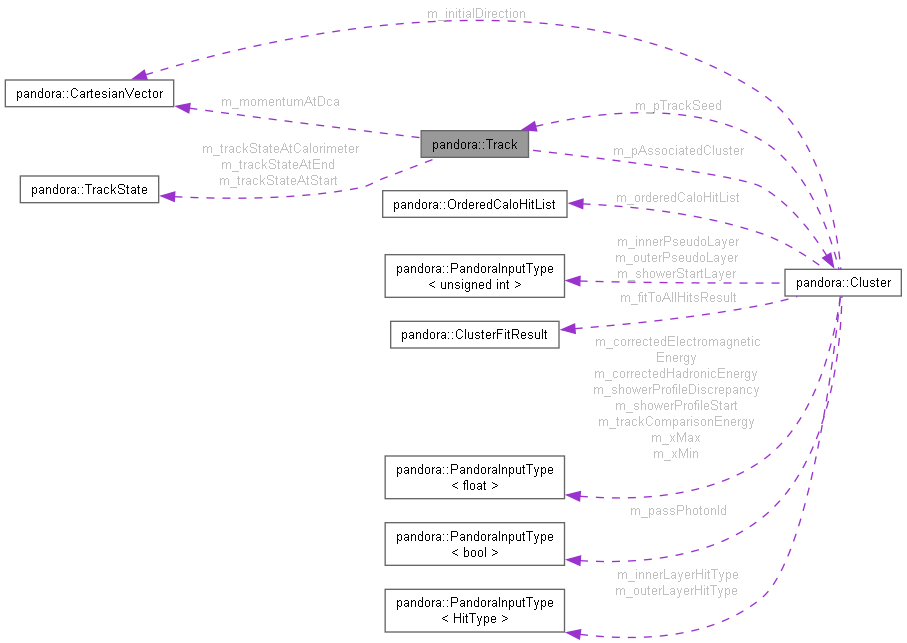 m_initialDirection
pandora::CartesianVector
m_momentumAtDca
m_pTrackSeed
pandora::Track
m_trackStateAtCalorimeter
m_trackStateAtEnd
m_trackStateAtStart
m_pAssociatedCluster
pandora::TrackState
pandora::OrderedCaloHitList
m_orderedCaloHitList
m_innerPseudoLayer
m_outerPseudoLayer
m_showerStartLayer
pandora::PandoraInputType
< unsigned int >
pandora::Cluster
m_fitToAllHitsResult
pandora::ClusterFitResult
m_correctedElectromagnetic
Energy
m_correctedHadronicEnergy
m_showerProfileDiscrepancy
m_showerProfileStart
m_trackComparisonEnergy
m_xMax
m_xMin
pandora::PandoraInputType
< float >
m_passPhotonId
pandora::PandoraInputType
< bool >
m_innerLayerHitType
m_outerLayerHitType
pandora::PandoraInputType
< HitType >